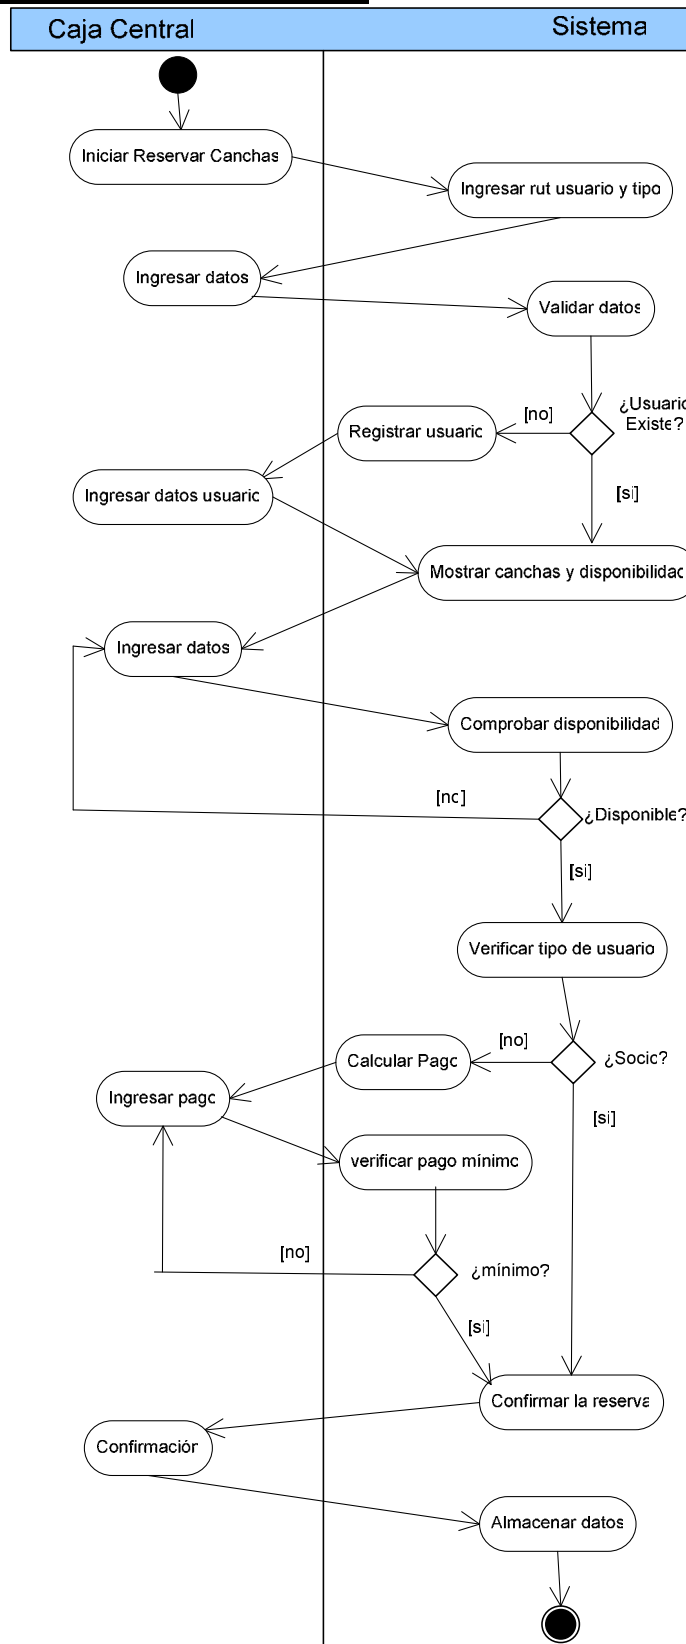 Caja Central
Sistema
Iniciar Reservar Canchas
Ingresar rut usuario y tipo
Ingresar datos
Validar datos
¿Usuario
Existe?
[no]
Registrar usuario
[si]
Ingresar datos usuario
Mostrar canchas y disponibilidad
Ingresar datos
Comprobar disponibilidad
[no]
¿Disponible?
[si]
Verificar tipo de usuario
[no]
¿Socio?
Calcular Pago
Ingresar pago
[si]
verificar pago mínimo
[no]
¿mínimo?
[si]
Confirmar la reserva
Confirmación
Almacenar datos